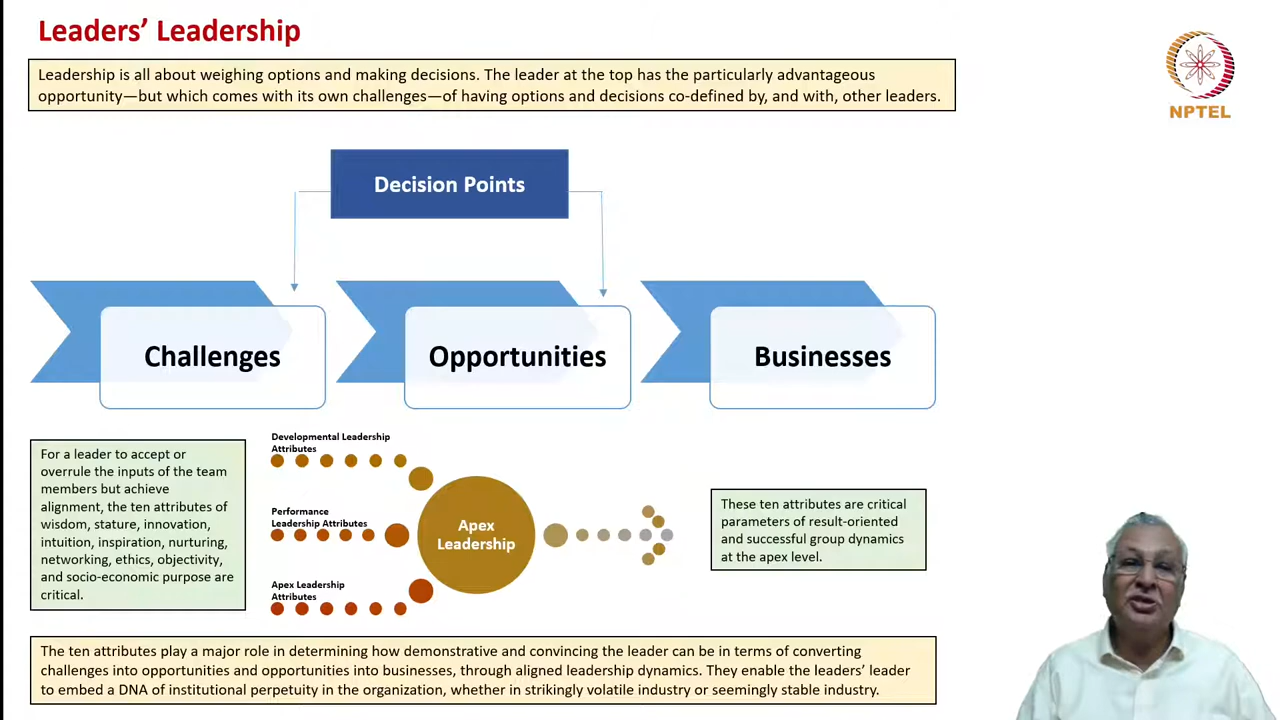 Leaders’ Leadership
Leadership is all about weighing options and making decisions. The leader at the top has the particularly advantageous
opportunity—but which comes with its own challenges—of having options and decisions co-defined by, and with, other leaders.
NPTEL
Decision Points
Challenges
Opportunities
Businesses
For a leader to accept or
overrule the inputs of the team
members but achieve
alignment, the ten attributes of
wisdom, stature, innovation,
intuition, inspiration, nurturing,
networking, ethics, objectivity,
and socio-economic purpose are
critical.
Developmental Leadership
Attributes
Performance
Leadership Attributes
Apex Leadership
Attributes
Apex
Leadership
These ten attributes are critical
parameters of result-oriented
and successful group dynamics
at the apex level.
The ten attributes play a major role in determining how demonstrative and convincing the leader can be in terms of converting
challenges into opportunities and opportunities into businesses, through aligned leadership dynamics. They enable the leaders’ leader
to embed a DNA of institutional perpetuity in the organization, whether in strikingly volatile industry or seemingly stable industry.